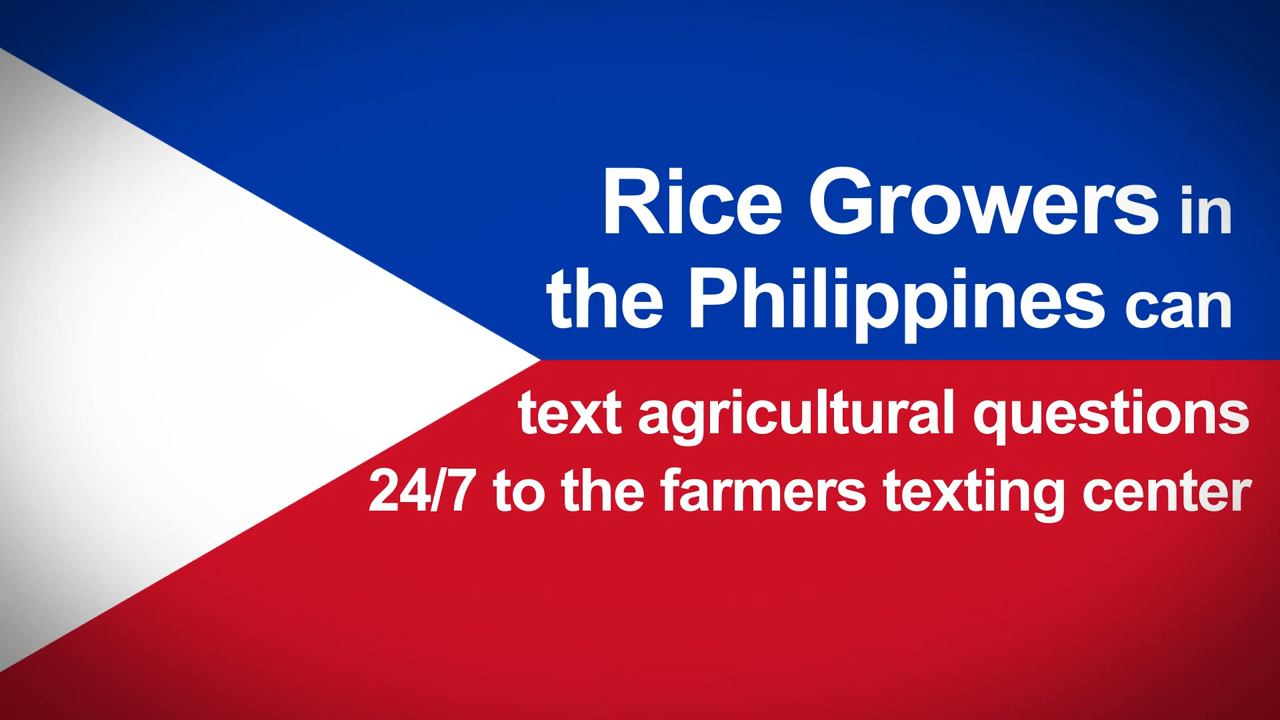 Rice Growers in
the Philippines can
text agricultural questions
24/7 to the farmers texting center